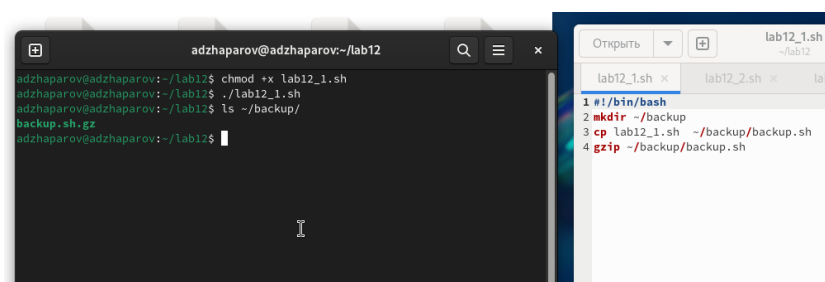 adzhaparov@adzhaparov:~/lab12
adzhaparov@adzhaparov:~/lab12$ chmod +x lab12_1.sh
adzhaparov@adzhaparov:~/lab12$ ./lab12_1.sh
adzhaparov@adzhaparov:~/lab12$ ls ~/backup/
backup.sh.gz
adzhaparov@adzhaparov:~/lab12$
Открыть
lab12_1.sh
~/lab12
lab12_1.sh × lab12_2.sh × la
1 #!/bin/bash
2 mkdir ~/backup
3 cp lab12_1.sh  ~/backup/backup.sh
4 gzip ~/backup/backup.sh